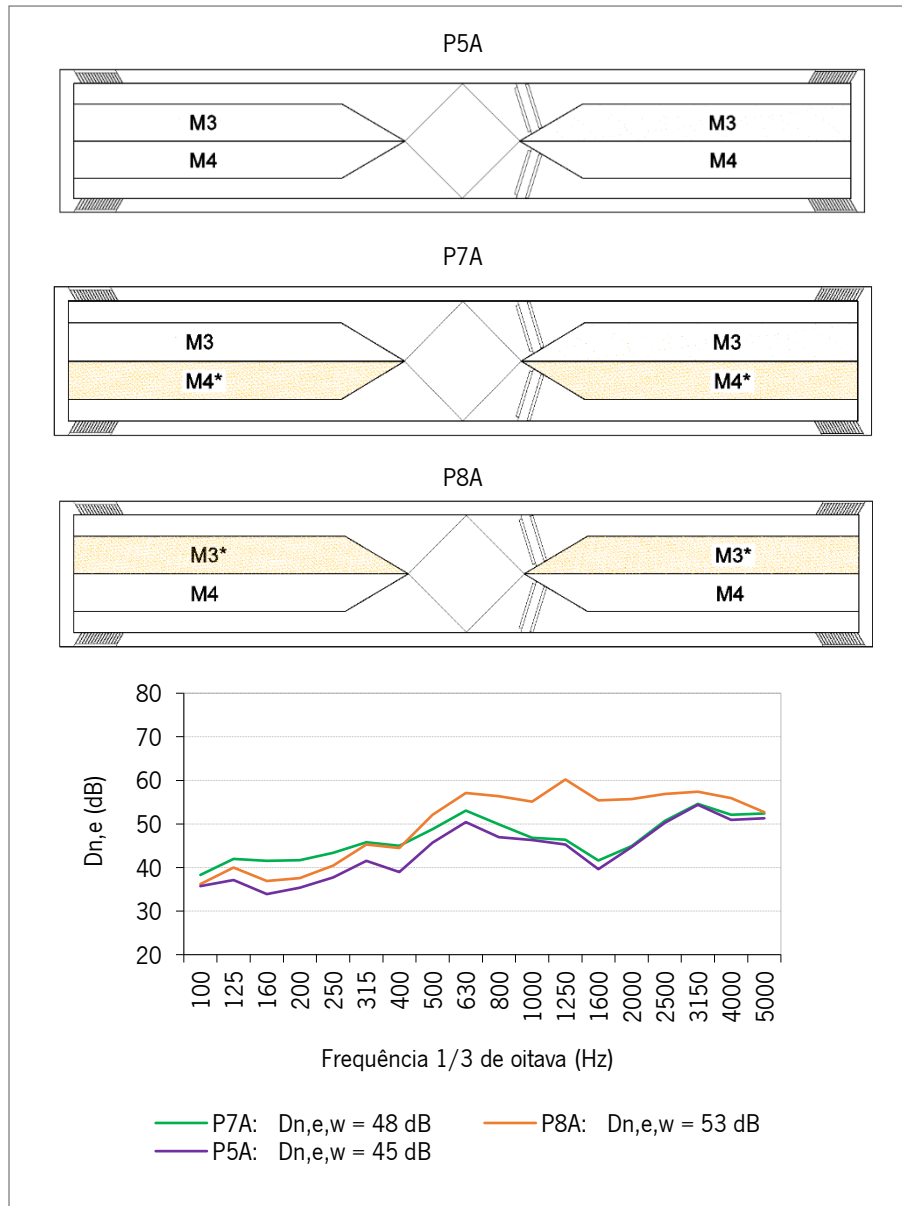 P5A
M3 M3
M4 M4
P7A
M3 M3
M4* M4*
P8A
M3* M3*
M4 M4
80
70
60
50
40
30
20
Dn,e (dB)
100 125 160 200 250 315 400 500 630 800 1000 1250 1600 2000 2500 3150 4000 5000
Frequência 1/3 de oitava (Hz)
P7A: Dn,e,w = 48 dB P8A: Dn,e,w = 53 dB
P5A: Dn,e,w = 45 dB